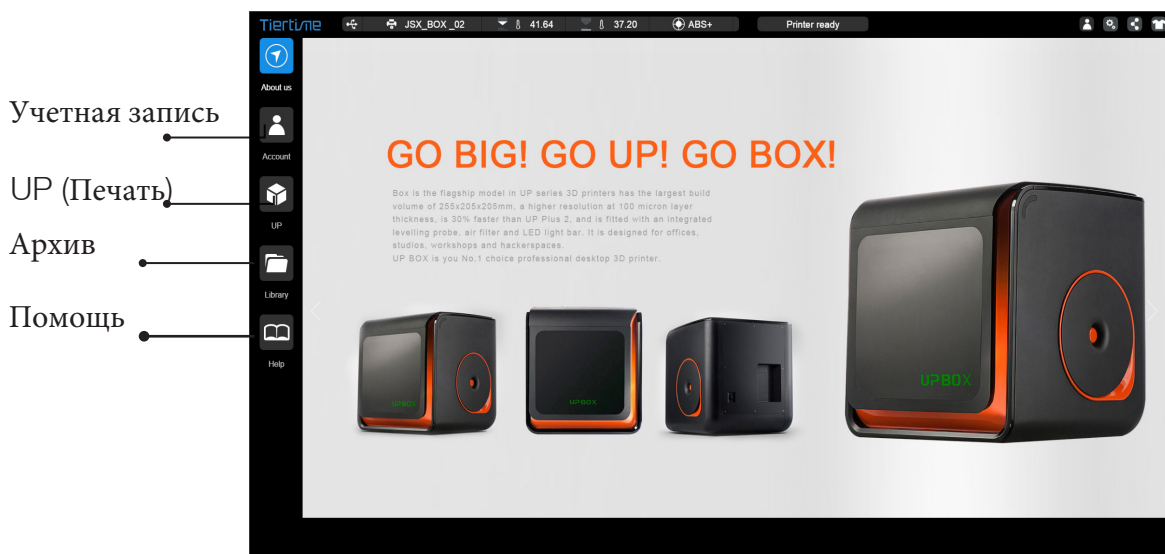 Tiertime JSX_BOX_02 41.64 37.20 ABS+ Printer ready
About us
Учетная запись
Account
UP (Печать)
UP
Архив
Library
Помощь
Help
GO BIG! GO UP! GO BOX!
Box is the flagship model in UP series 3D printers has the largest build
volume of 255x205x205mm, a higher resolution at 100 micron layer
thickness, is 30% faster than UP Plus 2, and is fitted with an integrated
levelling probe, air filter and LED light bar. It is designed for offices,
studios, workshops and hackerspaces.
UP BOX is you No.1 choice professional desktop 3D printer.
UPBOX
UPBOX
UPBOX